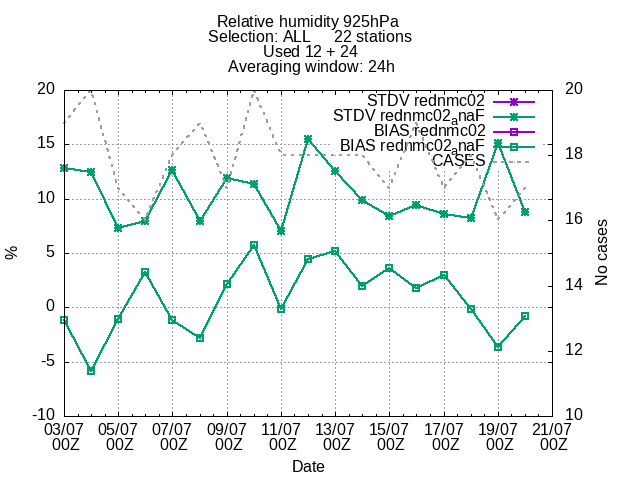 Relative humidity 925hPa
Selection: ALL 22 stations
Used 12 + 24
Averaging window: 24h
STDV rednmc02
STDV rednmc02anaF
BIAS rednmc02
BIAS rednmc02anaF
CASES
20
15
10
5
0
-5
-10
%
20
18
16
14
12
10
No cases
03/07 05/07 07/07 09/07 11/07 13/07 15/07 17/07 19/07 21/07
00Z 00Z 00Z 00Z 00Z 00Z 00Z 00Z 00Z 00Z
Date